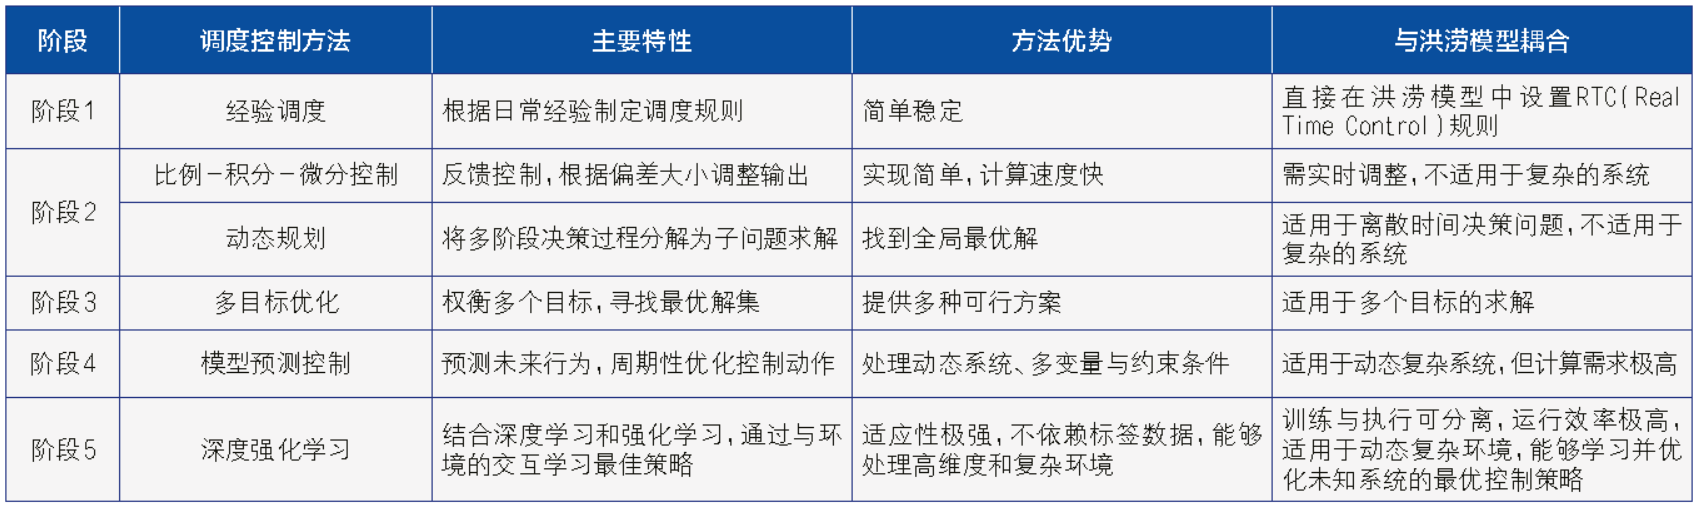 阶段
调度控制方法
主要特性
方法优势
与洪涝模型耦合
阶段1
经验调度
根据日常经验制定调度规则
简单稳定
直接在洪涝模型中设置RTC(Real
Time Control)规则
阶段2
比例-积分-微分控制
反馈控制,根据偏差大小调整输出
实现简单,计算速度快
需实时调整,不适用于复杂的系统
动态规划
将多阶段决策过程分解为子问题求解
找到全局最优解
适用于离散时间决策问题,不适用于
复杂的系统
阶段3
多目标优化
权衡多个目标,寻找最优解集
提供多种可行方案
适用于多个目标的求解
阶段4
模型预测控制
预测未来行为,周期性优化控制动作
处理动态系统、多变量与约束条件
适用于动态复杂系统,但计算需求极高
阶段5
深度强化学习
结合深度学习和强化学习,通过与环
境的交互学习最佳策略
适应性极强,不依赖标签数据,能够
处理高维度和复杂环境
训练与执行可分离,运行效率极高,
适用于动态复杂环境,能够学习并优
化未知系统的最优控制策略